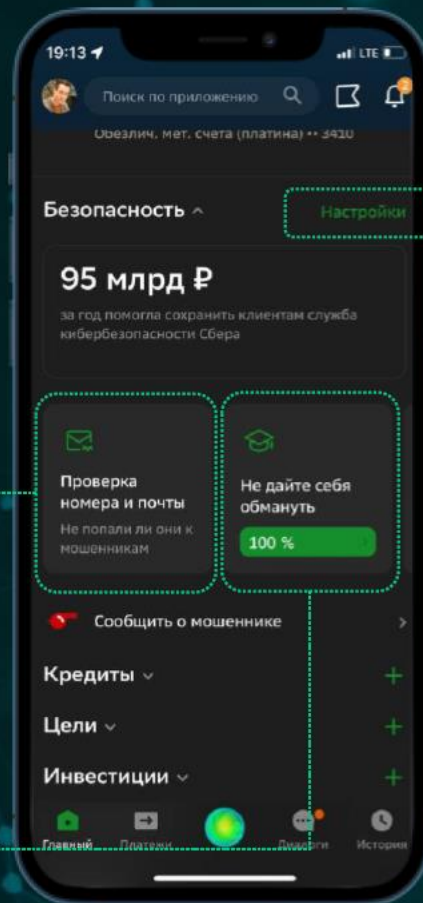 19:13
LTE
Поиск по приложению
2
Обезлич. мет. счета (платина) •• 3410
Безопасность
Настройки
95 млрд ₽
за год помогла сохранить клиентам служба
кибербезопасности Сбера
Проверка
номера и почты
Не попали ли они к
мошенникам
Не дайте себя
обмануть
100 %
Сообщить о мошеннике
Кредиты
Цели
Инвестиции
Главный
Платежи
Диалоги
История